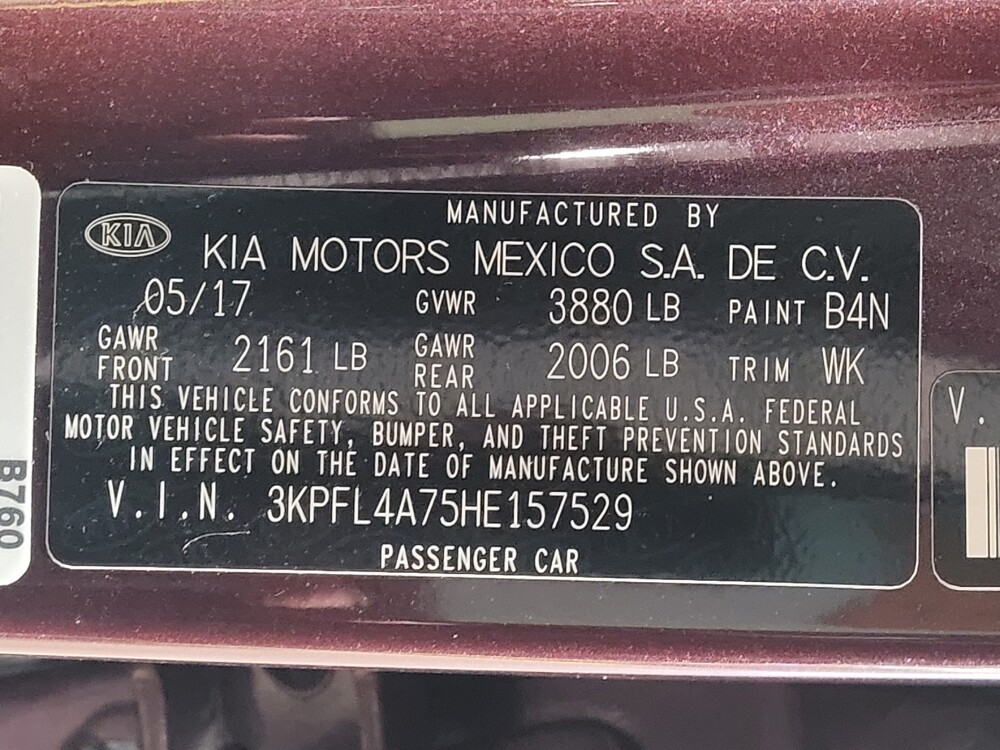 MANUFACTURED BY
KIA
KIA MOTORS MEXICO S.A. DE C.V.
05/17 GVWR 3880 LB PAINT B4N
GAWR FRONT 2161 LB GAWR REAR 2006 LB TRIM WK
THIS VEHICLE CONFORMS TO ALL APPLICABLE U.S.A. FEDERAL
MOTOR VEHICLE SAFETY, BUMPER, AND THEFT PREVENTION STANDARDS
IN EFFECT ON THE DATE OF MANUFACTURE SHOWN ABOVE.
V.I.N. 3KPFL4A75HE157529
PASSENGER CAR
B760
V.